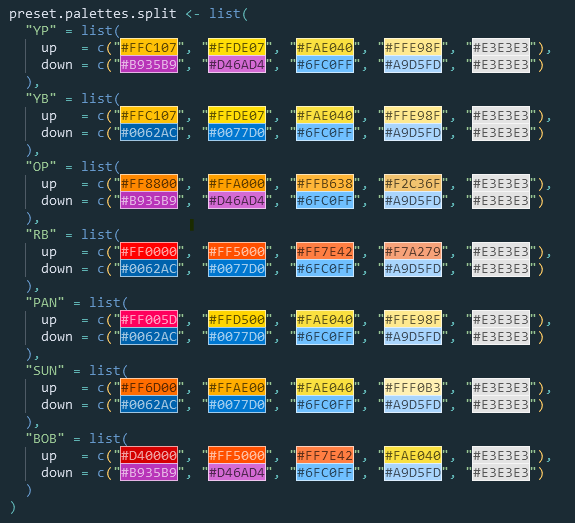 preset.palettes.split <- list(
  "YP" = list(
    up   = c("#FFC107", "#FFDE07", "#FAE040", "#FFE98F", "#E3E3E3"),
    down = c("#B935B9", "#D46AD4", "#6FC0FF", "#A9D5FD", "#E3E3E3")
  ),
  "YB" = list(
    up   = c("#FFC107", "#FFDE07", "#FAE040", "#FFE98F", "#E3E3E3"),
    down = c("#0062AC", "#0077D0", "#6FC0FF", "#A9D5FD", "#E3E3E3")
  ),
  "OP" = list(
    up   = c("#FF8800", "#FFA000", "#FFB638", "#F2C36F", "#E3E3E3"),
    down = c("#B935B9", "#D46AD4", "#6FC0FF", "#A9D5FD", "#E3E3E3")
  ),
  "RB" = list(
    up   = c("#FF0000", "#FF5000", "#FF7E42", "#F7A279", "#E3E3E3"),
    down = c("#0062AC", "#0077D0", "#6FC0FF", "#A9D5FD", "#E3E3E3")
  ),
  "PAN" = list(
    up   = c("#FF005D", "#FFD500", "#FAE040", "#FFE98F", "#E3E3E3"),
    down = c("#0062AC", "#0077D0", "#6FC0FF", "#A9D5FD", "#E3E3E3")
  ),
  "SUN" = list(
    up   = c("#FF6D00", "#FFAE00", "#FAE040", "#FFF0B3", "#E3E3E3"),
    down = c("#0062AC", "#0077D0", "#6FC0FF", "#A9D5FD", "#E3E3E3")
  ),
  "BOB" = list(
    up   = c("#D40000", "#FF5000", "#FF7E42", "#FAE040", "#E3E3E3"),
    down = c("#B935B9", "#D46AD4", "#6FC0FF", "#A9D5FD", "#E3E3E3")
  )
)